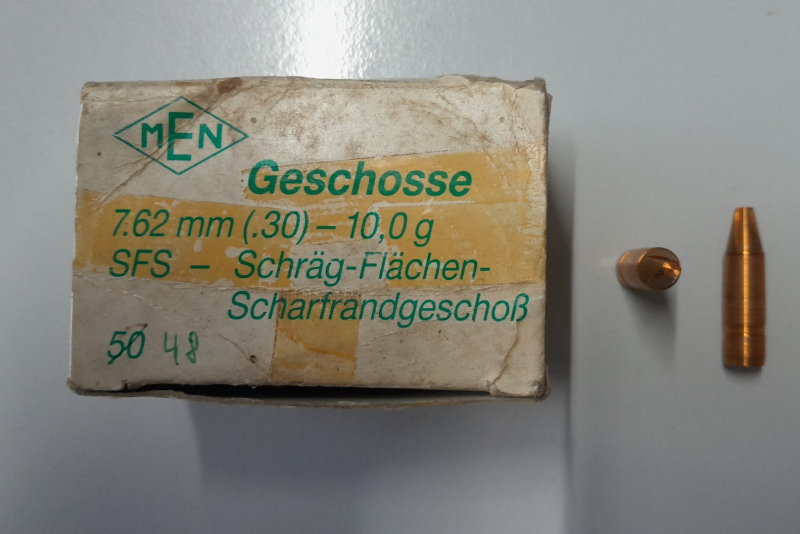 MEN
Geschosse
7.62 mm (.30) – 10,0 g
SFS – Schräg-Flächen-
Scharfrandgeschoß
50 48